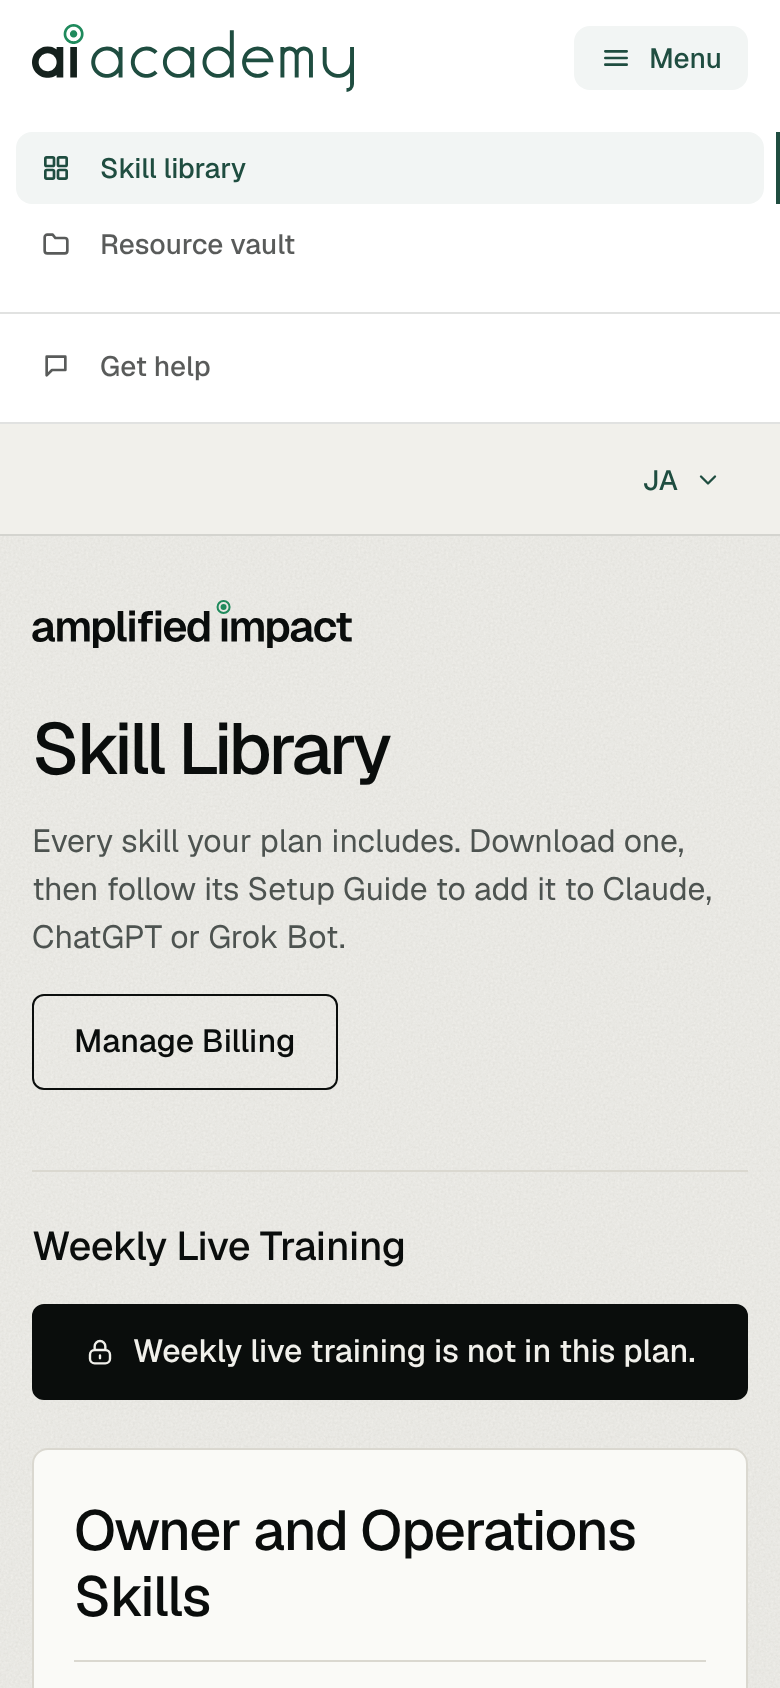 ai academy
Menu
Skill library
Resource vault
Get help
JA
amplified impact
Skill Library
Every skill your plan includes. Download one,
then follow its Setup Guide to add it to Claude,
ChatGPT or Grok Bot.
Manage Billing
Weekly Live Training
Weekly live training is not in this plan.
Owner and Operations
Skills